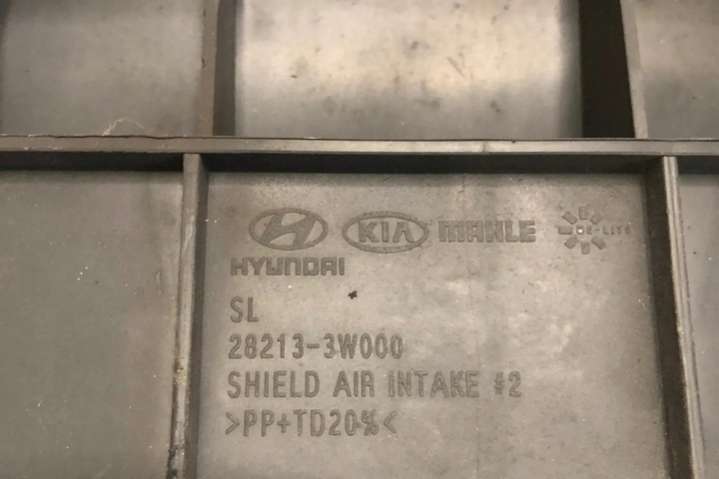 KIA MAHLE
HYUNDAI
SL
28213-3W000
SHIELD AIR INTAKE #2
>PP+TD20%<